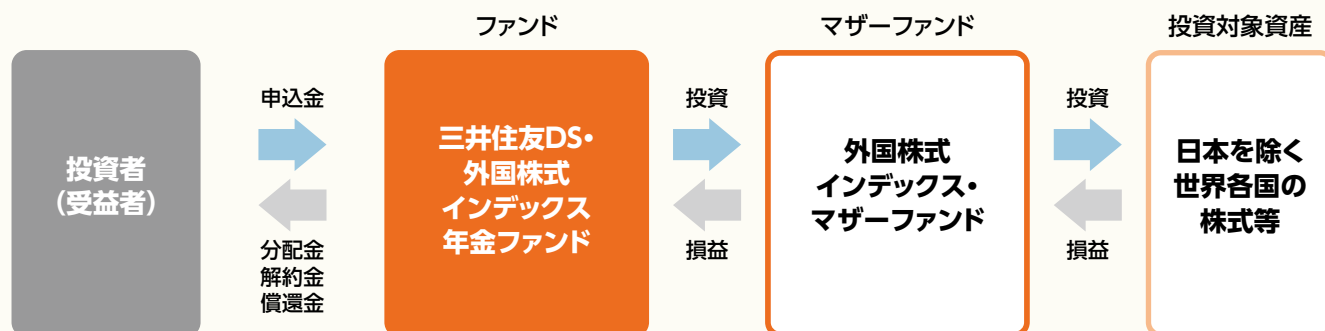 ファンド
マザーファンド
投資対象資産
投資者
(受益者)
申込金
分配金
解約金
償還金
三井住友DS・
外国株式
インデックス
年金ファンド
投資
損益
外国株式
インデックス・
マザーファンド
投資
損益
日本を除く
世界各国の
株式等